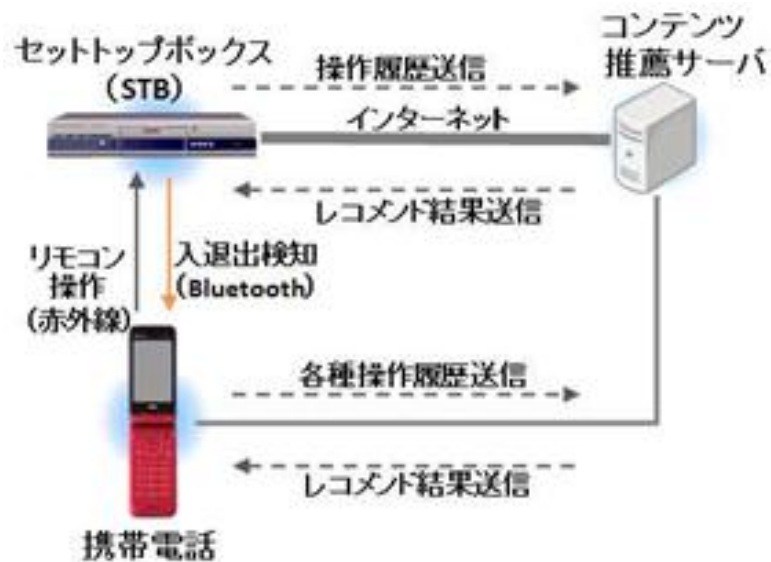 セットトップボックス
(STB)
コンテンツ
推薦サーバ
操作履歴送信
インターネット
レコメンド結果送信
リモコン
操作
(赤外線)
入退出検知
(Bluetooth)
各種操作履歴送信
レコメンド結果送信
携帯電話